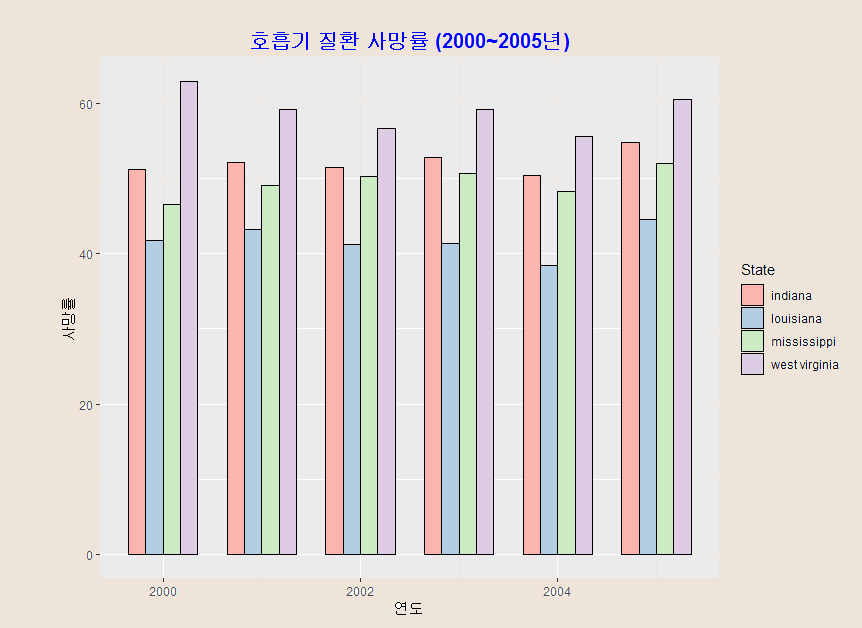 호흡기 질환 사망률 (2000~2005년)
사망률
60
40
20
0
2000
2002
2004
연도
State
indiana
louisiana
mississippi
west virginia